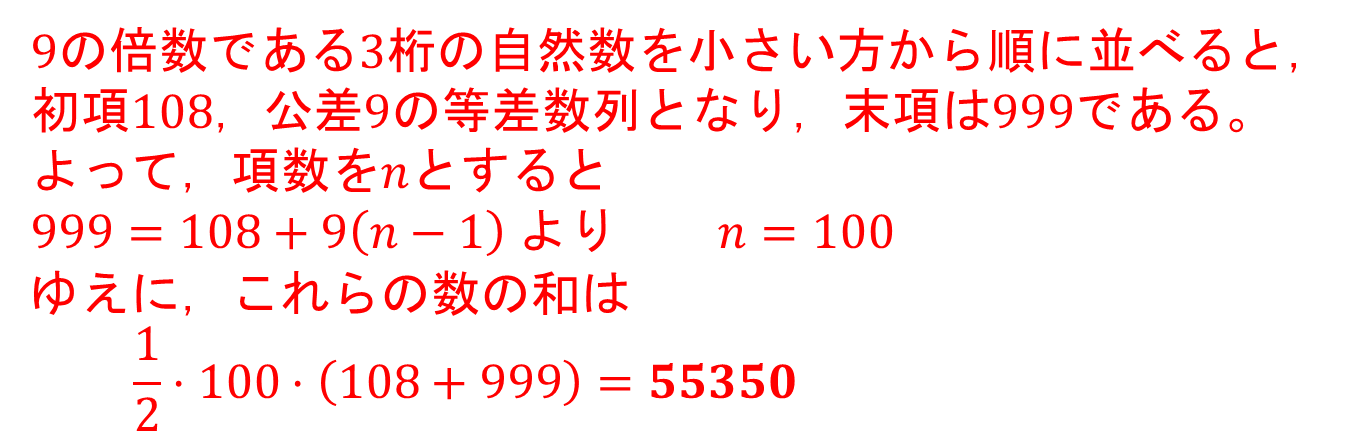 9の倍数である3桁の自然数を小さい方から順に並べると，
初項108，公差9の等差数列となり，末項は999である。
よって，項数をnとすると
999 = 108 + 9(n − 1) より　　n = 100
ゆえに，これらの数の和は
1/2 · 100 · (108 + 999) = 55350